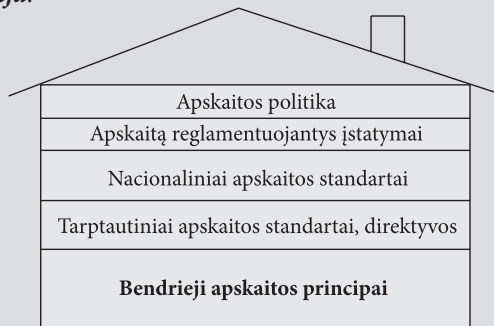 Apskaitos politika
Apskaitą reglamentuojantys įstatymai
Nacionaliniai apskaitos standartai
Tarptautiniai apskaitos standartai, direktyvos
Bendrieji apskaitos principai